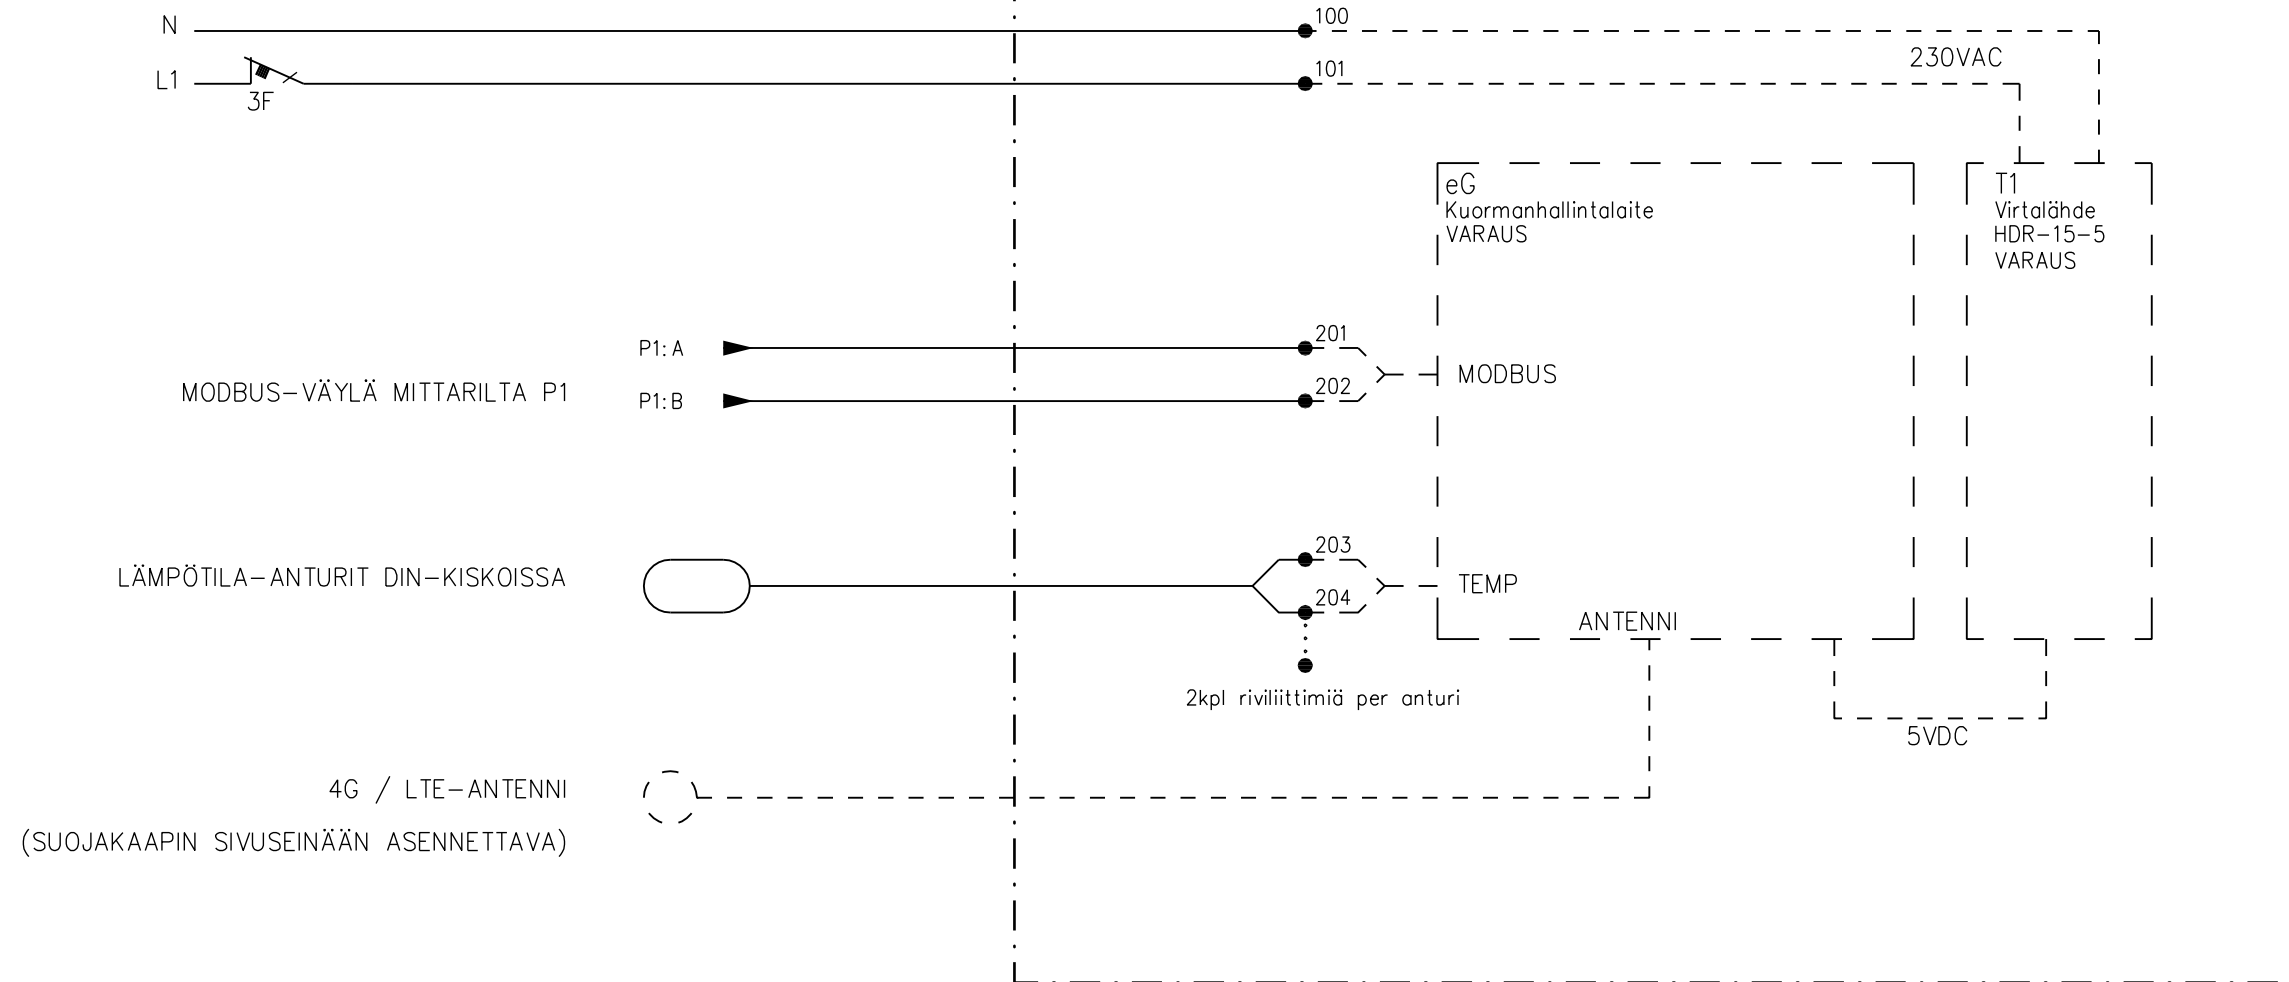 N
100
230VAC
L1
101
3F
eG
Kuormanhallintalaite
VARAUS
T1
Virtalähde
HDR-15-5
VARAUS
MODBUS-VÄYLÄ MITTARILTA P1
P1:A
201
P1:B
202
MODBUS
LÄMPÖTILA-ANTURIT DIN-KISKOISSA
203
204
TEMP
ANTENNI
2kpl riviliittimiä per anturi
5VDC
4G / LTE-ANTENNI
(SUOJAKAAPIN SIVUSEINÄÄN ASENNETTAVA)